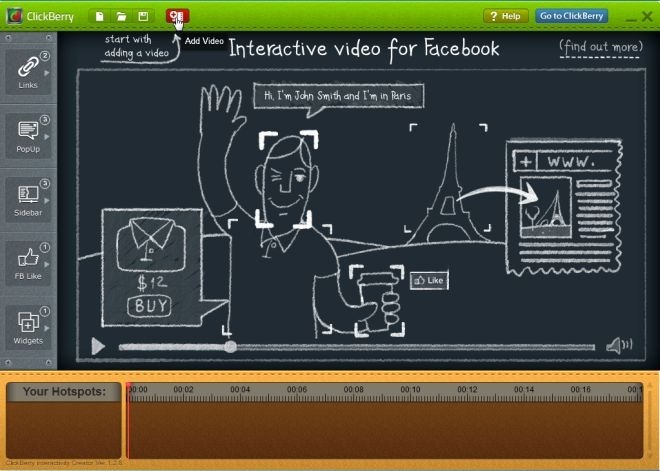 ClickBerry
? Help
Go to ClickBerry
start with
adding a video
Add Video
Interactive video for Facebook
(find out more)
2
Links
3
PopUp
3
Sidebar
1
FB Like
1
Widgets
Hi, I'm John Smith and I'm in Paris
+ WWW.
$12
BUY
Like
Your Hotspots:
00:00 00:02 00:04 00:06 00:08 00:10 00:12 00:14 00:16
ClickBerry Interactivity Creator Ver. 1.2.8